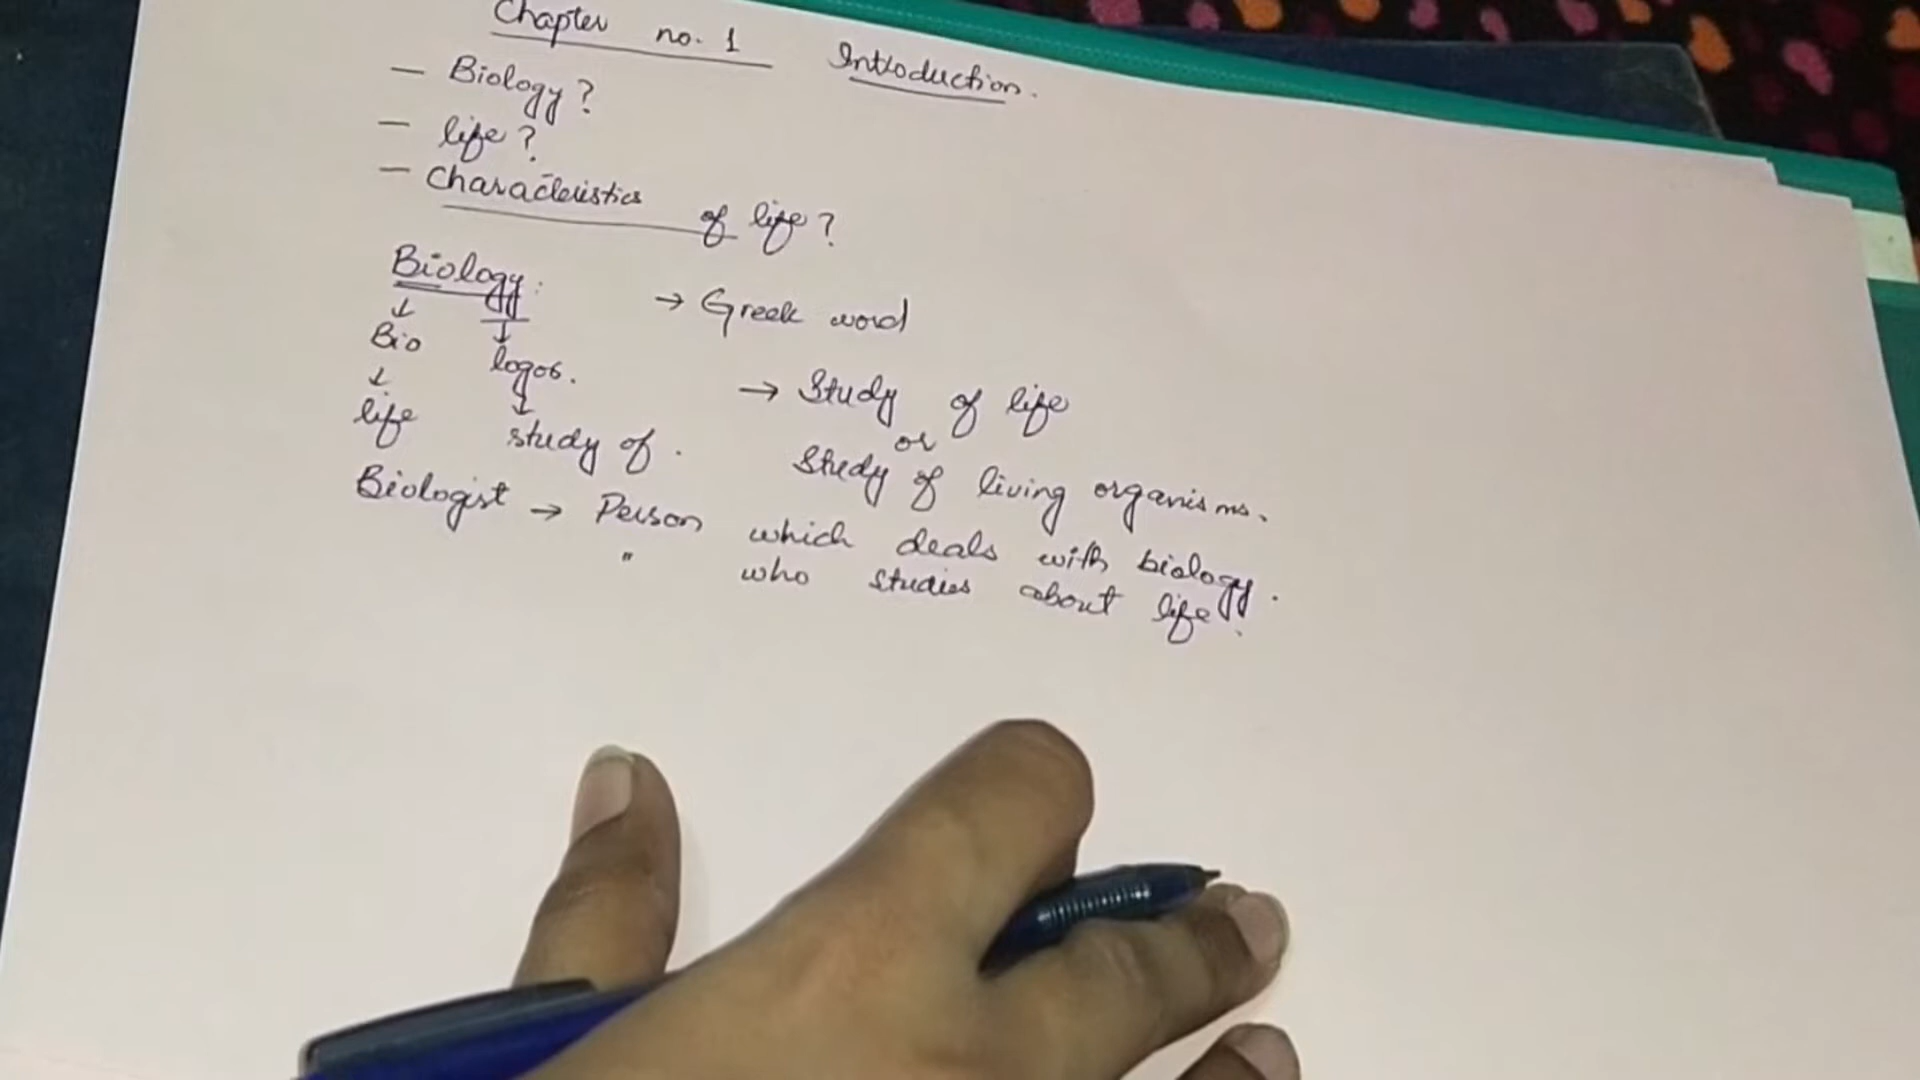 Chapter no. 1 Introduction.
– Biology?
– life?
– Characteristics of life?
Biology: → Greek word
↓ ↓
Bio logos. → Study of life
↓ ↓ or
life study of. Study of living organisms.
Biologist → Person which deals with biology.
" who studies about life.